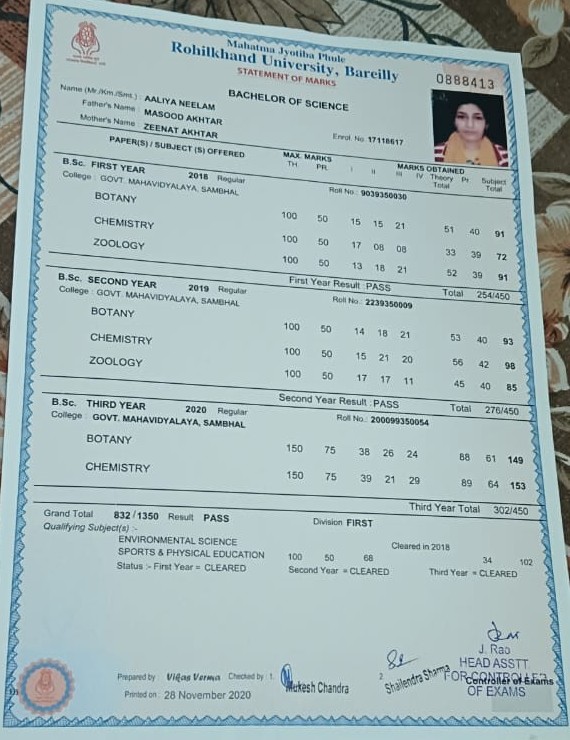 Mahatma Jyotiba Phule
Rohilkhand University, Bareilly
STATEMENT OF MARKS
0888413
BACHELOR OF SCIENCE
Name (Mr./Km./Smt.) : AALIYA NEELAM
Father's Name : MASOOD AKHTAR
Mother's Name : ZEENAT AKHTAR
Enrol. No. 17118617
PAPER(S) / SUBJECT (S) OFFERED MAX. MARKS MARKS OBTAINED
TH PR. I II III IV Theory Total Pr. Subject Total
B.Sc. FIRST YEAR 2018 Regular Roll No : 9039350030
College : GOVT. MAHAVIDYALAYA, SAMBHAL
BOTANY 100 50 15 15 21 51 40 91
CHEMISTRY 100 50 17 08 08 33 39 72
ZOOLOGY 100 50 13 18 21 52 39 91
First Year Result : PASS Total 254/450
B.Sc. SECOND YEAR 2019 Regular Roll No.: 2239350009
College : GOVT. MAHAVIDYALAYA, SAMBHAL
BOTANY 100 50 14 18 21 53 40 93
CHEMISTRY 100 50 15 21 20 56 42 98
ZOOLOGY 100 50 17 17 11 45 40 85
Second Year Result : PASS Total 276/450
B.Sc. THIRD YEAR 2020 Regular Roll No.: 200099350054
College : GOVT. MAHAVIDYALAYA, SAMBHAL
BOTANY 150 75 38 26 24 88 61 149
CHEMISTRY 150 75 39 21 29 89 64 153
Third Year Total 302/450
Grand Total 832/1350 Result PASS Division FIRST
Qualifying Subject(s) :-
ENVIRONMENTAL SCIENCE Cleared in 2018
SPORTS & PHYSICAL EDUCATION 100 50 68 34 102
Status :- First Year = CLEARED Second Year = CLEARED Third Year = CLEARED
J. Rao
HEAD ASSTT
FOR CONTROLLER
Controller of Exams
OF EXAMS
Prepared by Vikas Verma Checked by : 1. Mukesh Chandra 2. Shailendra Sharma
Printed on : 28 November 2020